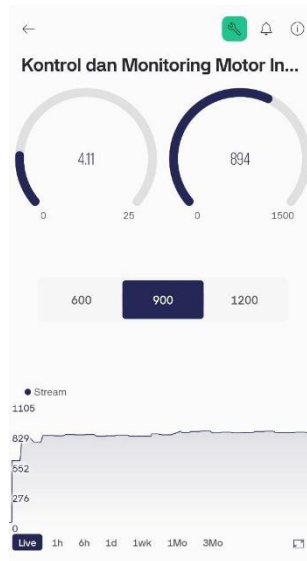 Kontrol dan Monitoring Motor In...
4.11
894
0 25
0 1500
600 900 1200
Stream
1105
829
552
276
0
Live 1h 6h 1d 1wk 1Mo 3Mo